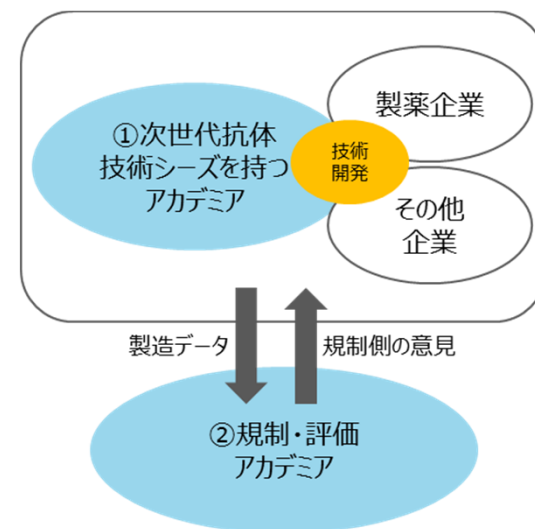 ①次世代抗体
技術シーズを持つ
アカデミア
技術
開発
製薬企業
その他
企業
製造データ
規制側の意見
②規制・評価
アカデミア